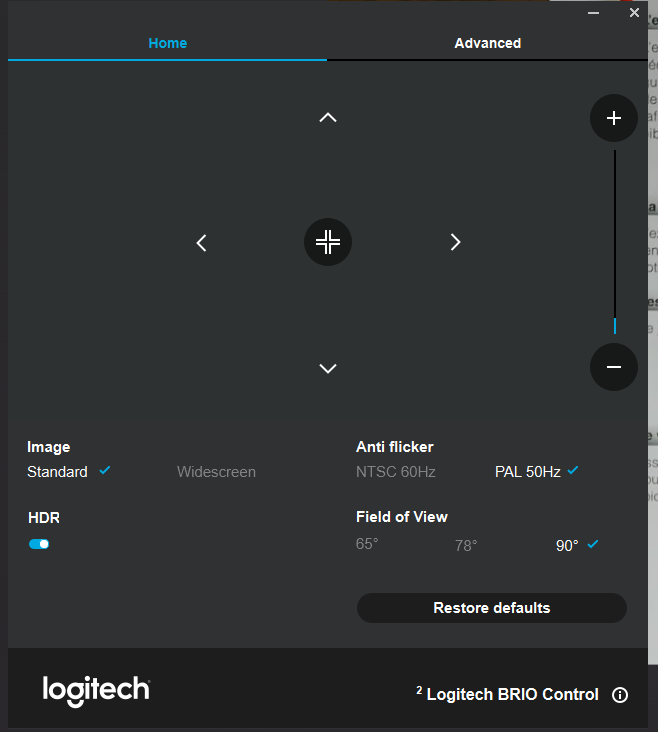 Home
Advanced
Image
Standard
Widescreen
Anti flicker
NTSC 60Hz
PAL 50Hz
HDR
Field of View
65°
78°
90°
Restore defaults
logitech
2 Logitech BRIO Control